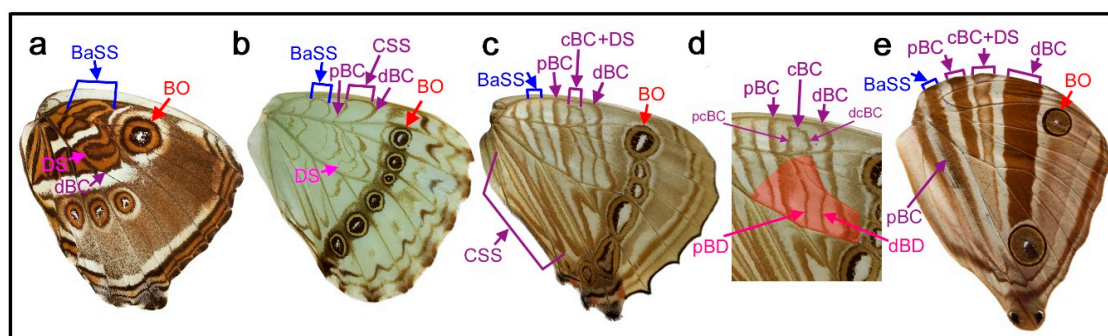 a
BaSS
BO
DS
dBC
b
BaSS
CSS
pBC
dBC
BO
DS
c
cBC+DS
pBC
dBC
BaSS
BO
CSS
d
cBC
pBC
dBC
pcBC
dcBC
pBD
dBD
e
cBC+DS
pBC
dBC
BaSS
BO
pBC